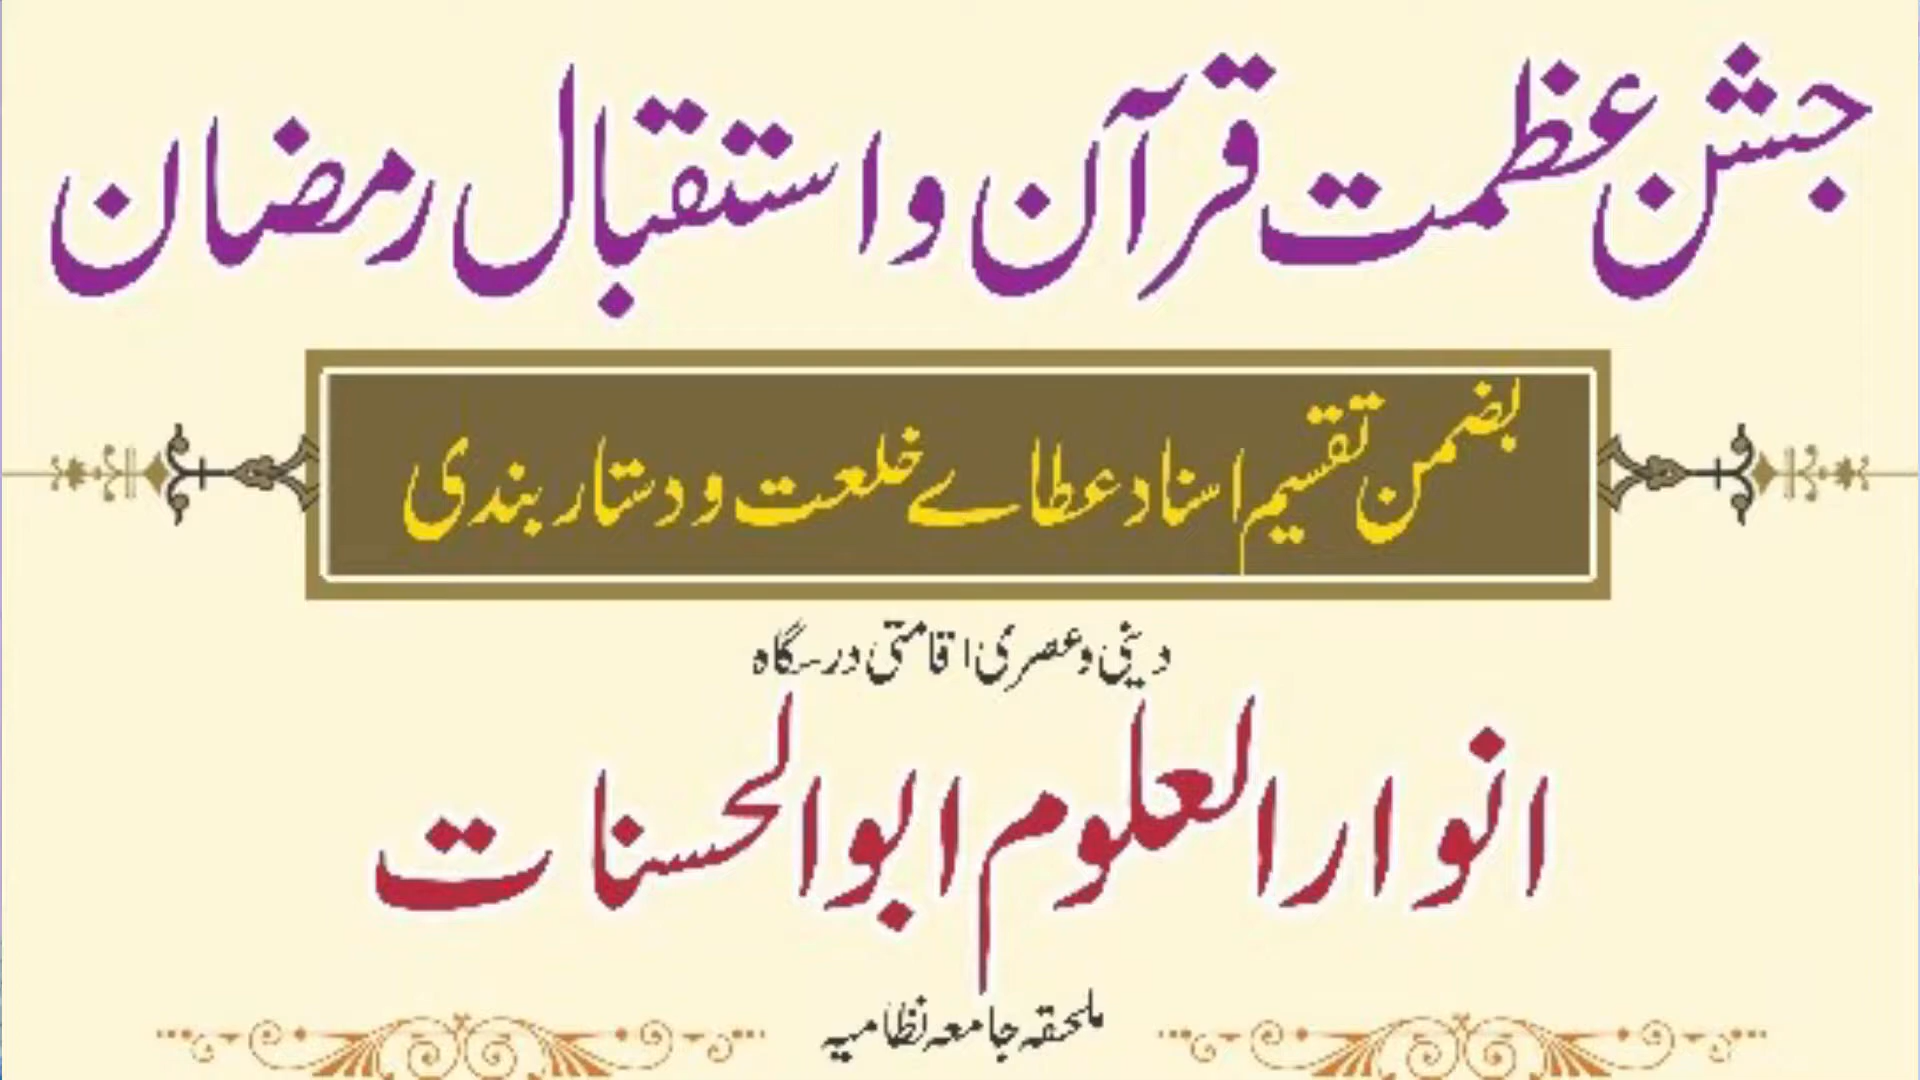 جشن عظمت قرآن و استقبال رمضان
بضمن تقسیم اسناد عطاے خلعت و دستار بندی
دینی و عصری اقامتی درسگاہ
انوار العلوم ابوالحسنات
ملحقہ جامعہ نظامیہ